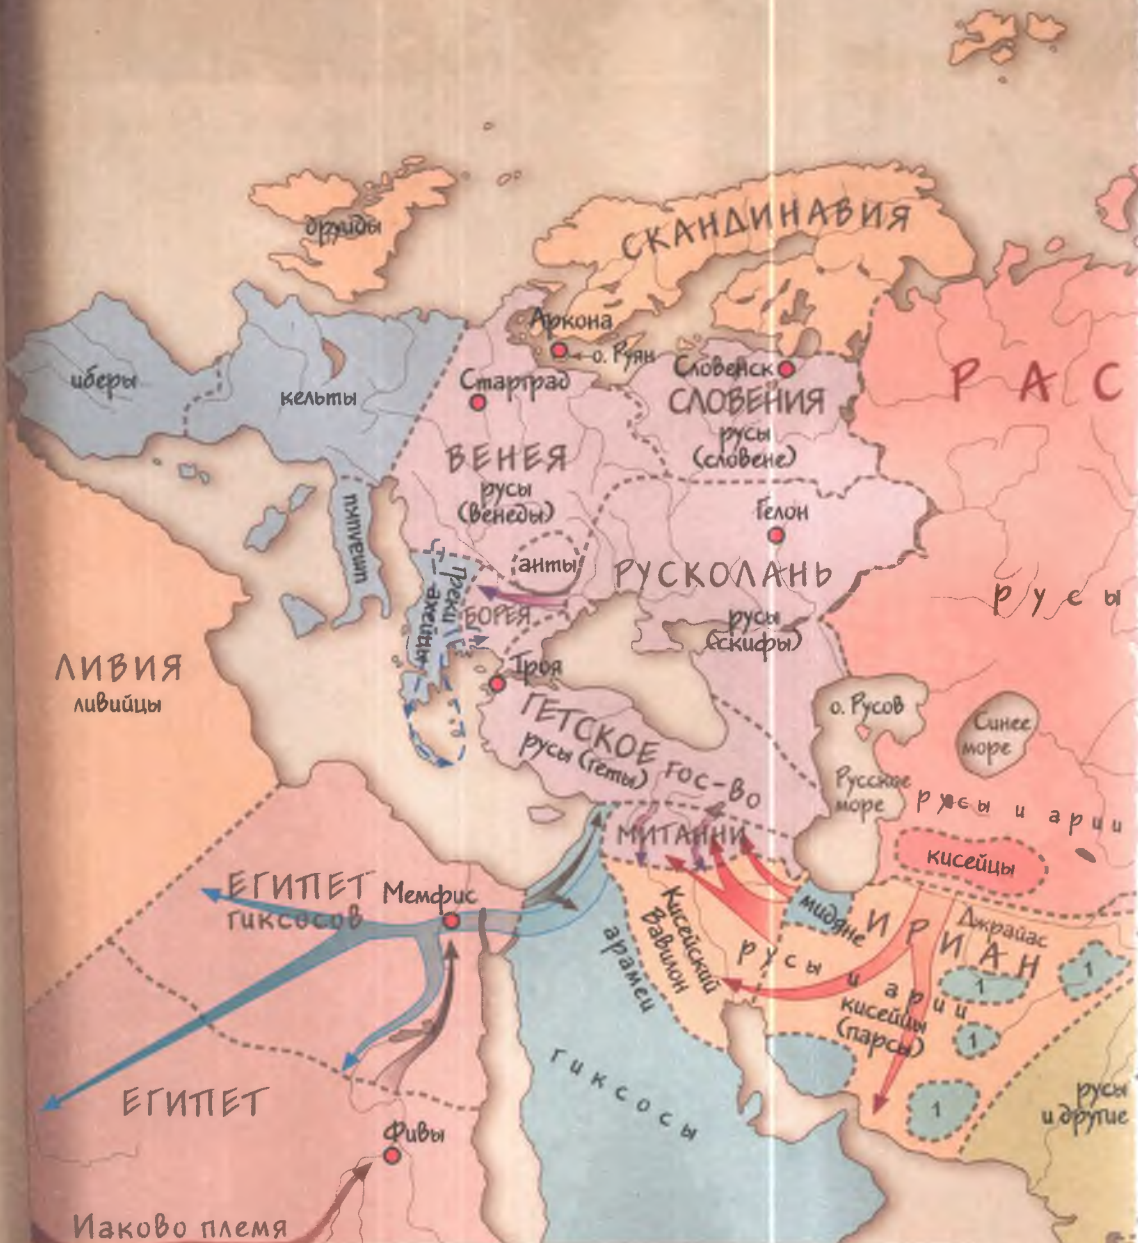 друиды
СКАНДИНАВИЯ
Аркона
о. Руян
Старград
Словенск
СЛОВЕНИЯ
русы
(словене)
РАС
иберы
кельты
ВЕНЕЯ
русы
(венеды)
Гелон
анты
РУСКОЛАНЬ
русы
(скифы)
русы
БОРЕЯ
греки
ахейцы
Троя
ЛИВИЯ
ливийцы
ГЕТСКОЕ ГОС-ВО
русы (геты)
о. Русов
Синее
море
Русское
море
русы и арии
МИТАННИ
кисейцы
ЕГИПЕТ
гиксосов
Мемфис
Кисейский
Вавилон
арамеи
мидяне
ИРИАН
Джрайас
русы и арии
кисейцы
(парсы)
1
1
1
1
гиксосы
русы
и другие
ЕГИПЕТ
Фивы
Иаково племя